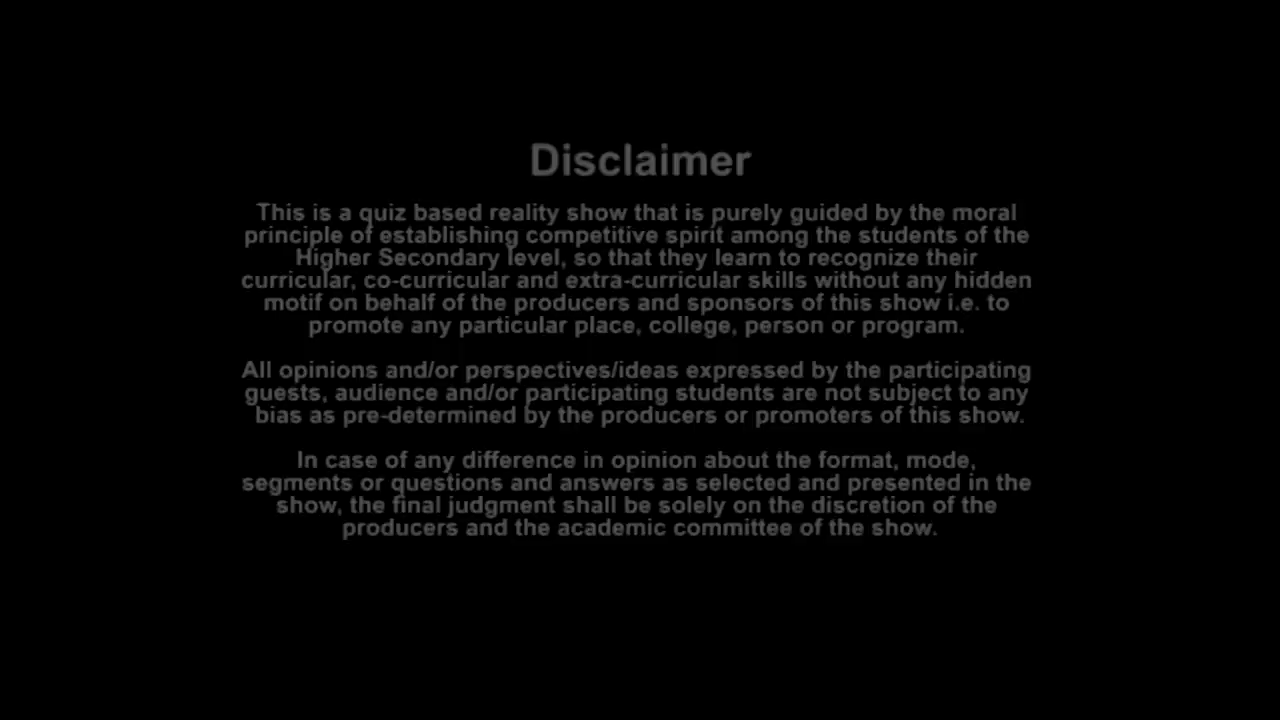 Disclaimer
This is a quiz based reality show that is purely guided by the moral
principle of establishing competitive spirit among the students of the
Higher Secondary level, so that they learn to recognize their
curricular, co-curricular and extra-curricular skills without any hidden
motif on behalf of the producers and sponsors of this show i.e. to
promote any particular place, college, person or program.
All opinions and/or perspectives/ideas expressed by the participating
guests, audience and/or participating students are not subject to any
bias as pre-determined by the producers or promoters of this show.
In case of any difference in opinion about the format, mode,
segments or questions and answers as selected and presented in the
show, the final judgment shall be solely on the discretion of the
producers and the academic committee of the show.